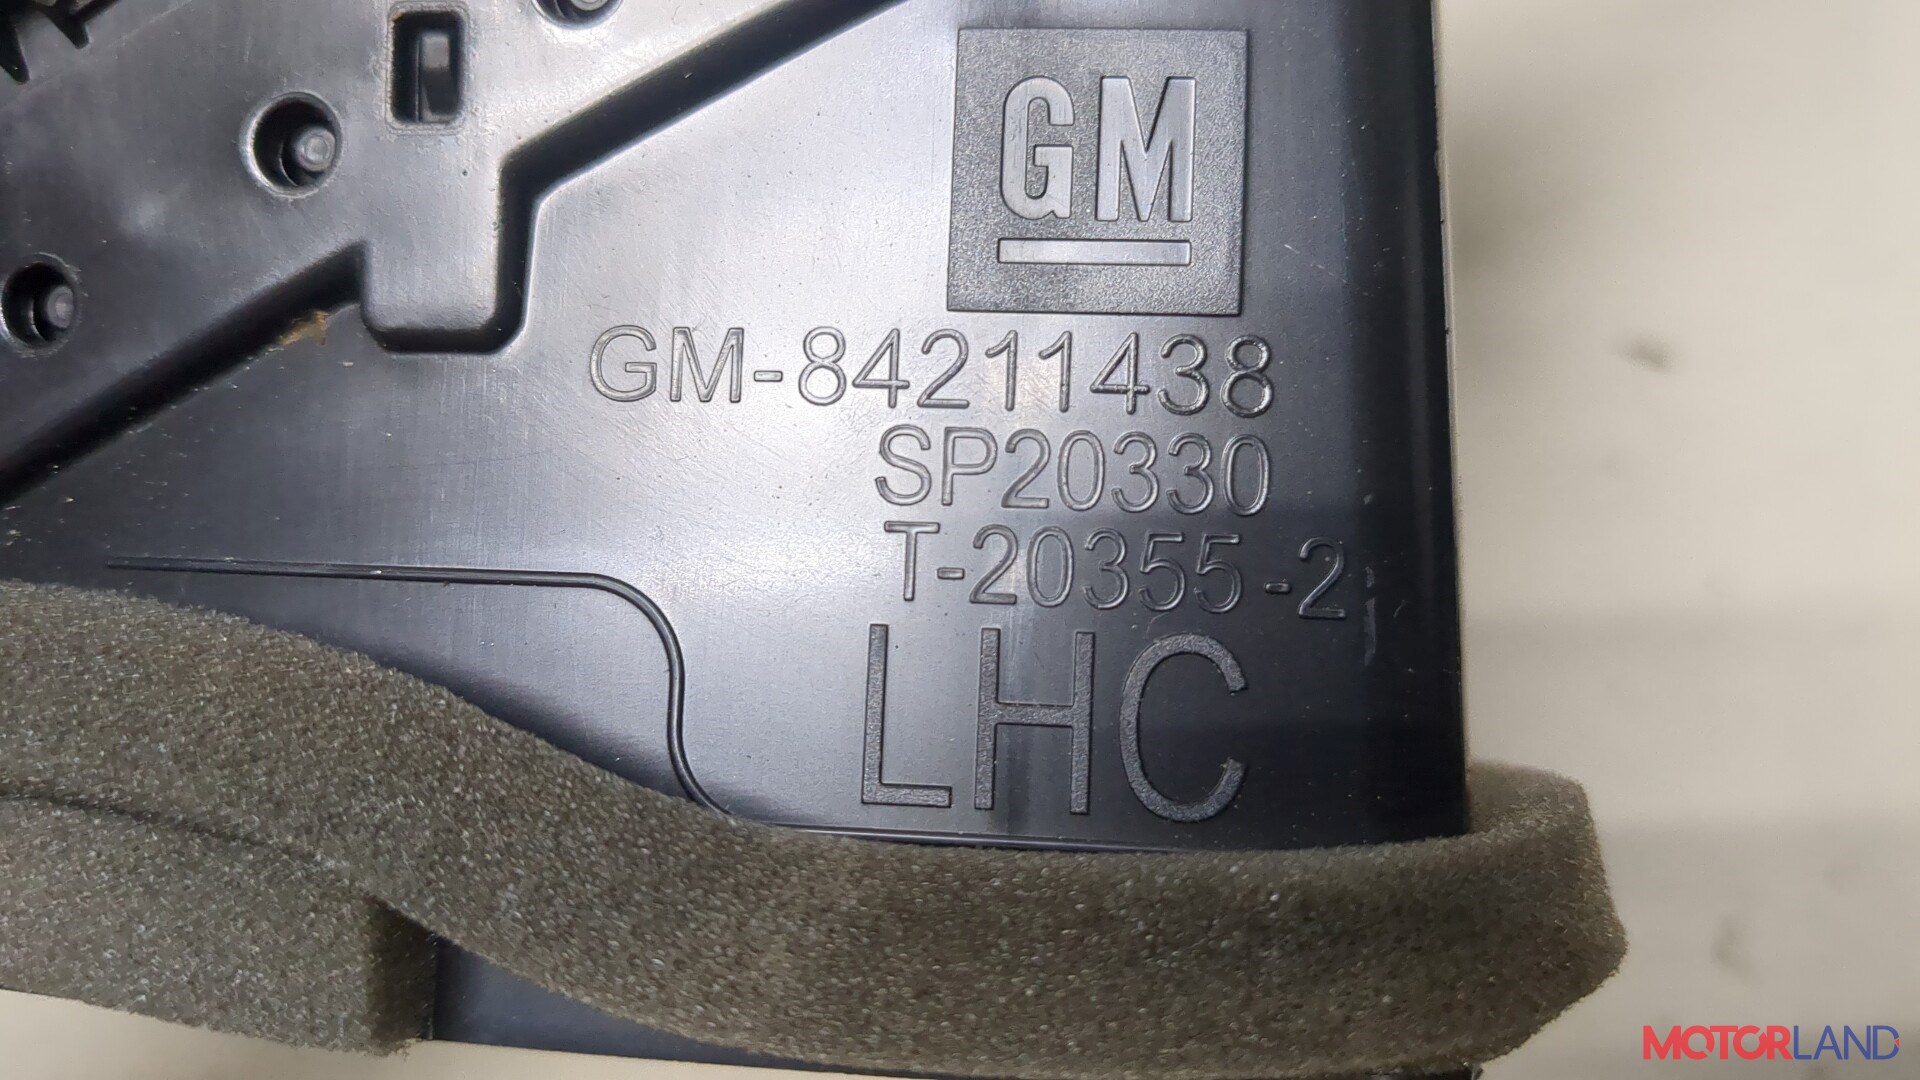 GM
GM-84211438
SP20330
T-20355-2
LHC
MOTORLAND